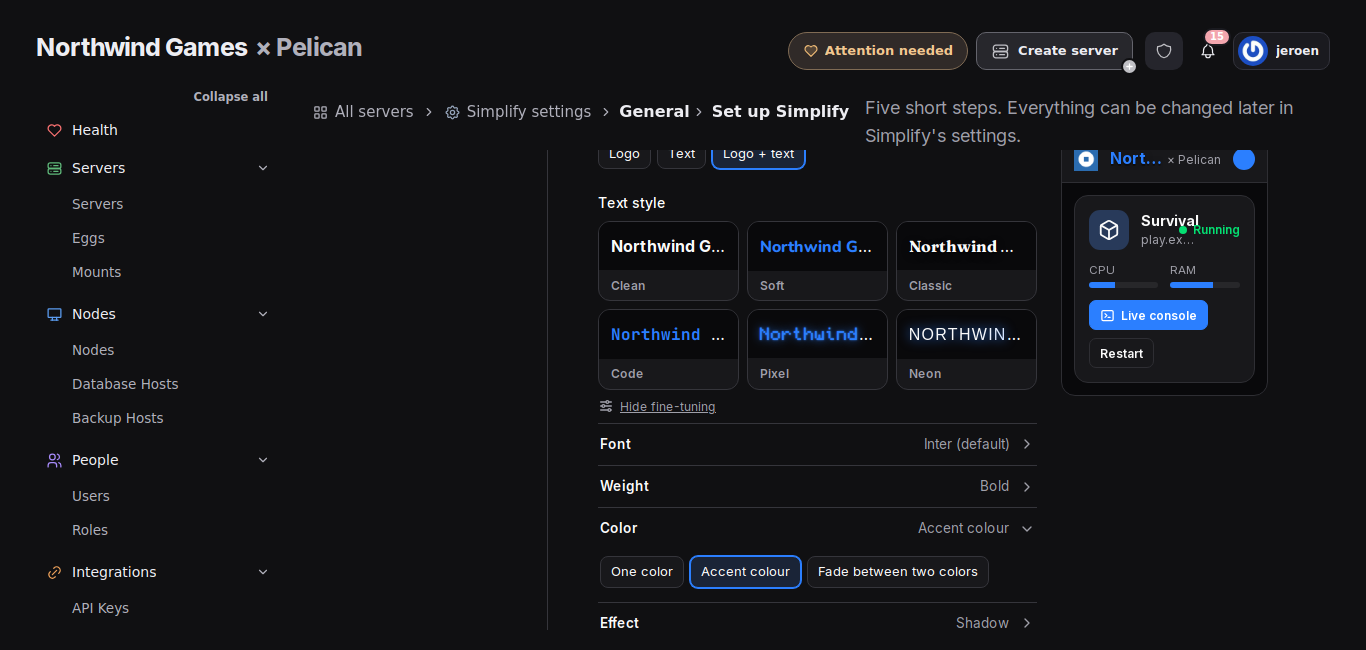 Northwind Games × Pelican
Attention needed
Create server
15
jeroen
Collapse all
Health
Servers
Servers
Eggs
Mounts
Nodes
Nodes
Database Hosts
Backup Hosts
People
Users
Roles
Integrations
API Keys
All servers > Simplify settings > General > Set up Simplify
Five short steps. Everything can be changed later in
Simplify's settings.
Logo Text Logo + text
Text style
Northwind G...
Clean
Northwind G...
Soft
Northwind ...
Classic
Northwind ...
Code
Northwind...
Pixel
NORTHWIN...
Neon
Hide fine-tuning
Font Inter (default)
Weight Bold
Color Accent colour
One color Accent colour Fade between two colors
Effect Shadow
Nort... × Pelican
Survival
Running
play.ex...
CPU RAM
Live console
Restart